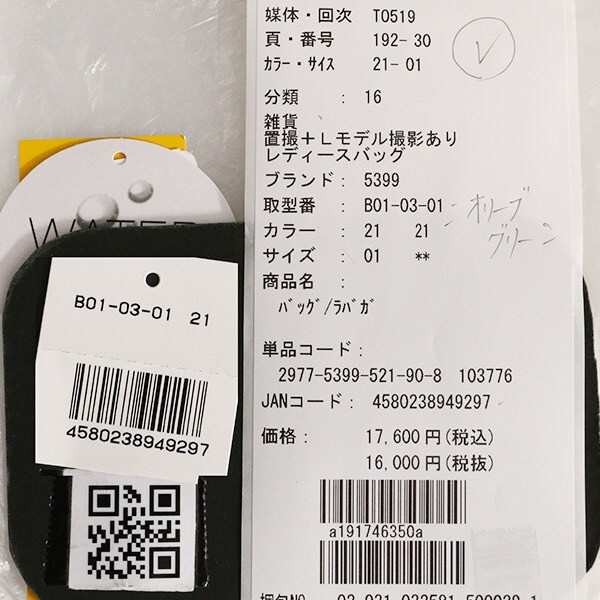 媒体・回次 T0519
頁・番号 192-30
カラー・サイズ 21-01
分類 : 16
雑貨
置撮+Lモデル撮影あり
レディースバッグ
ブランド : 5399
取型番 : B01-03-01
オリーブ
グリーン
カラー : 21 21
サイズ : 01 **
商品名 :
バッグ/ラバガ
単品コード :
2977-5399-521-90-8 103776
JANコード : 4580238949297
価格 : 17,600円(税込)
16,000円(税抜)
a191746350a
WATER
B01-03-01 21
4580238949297